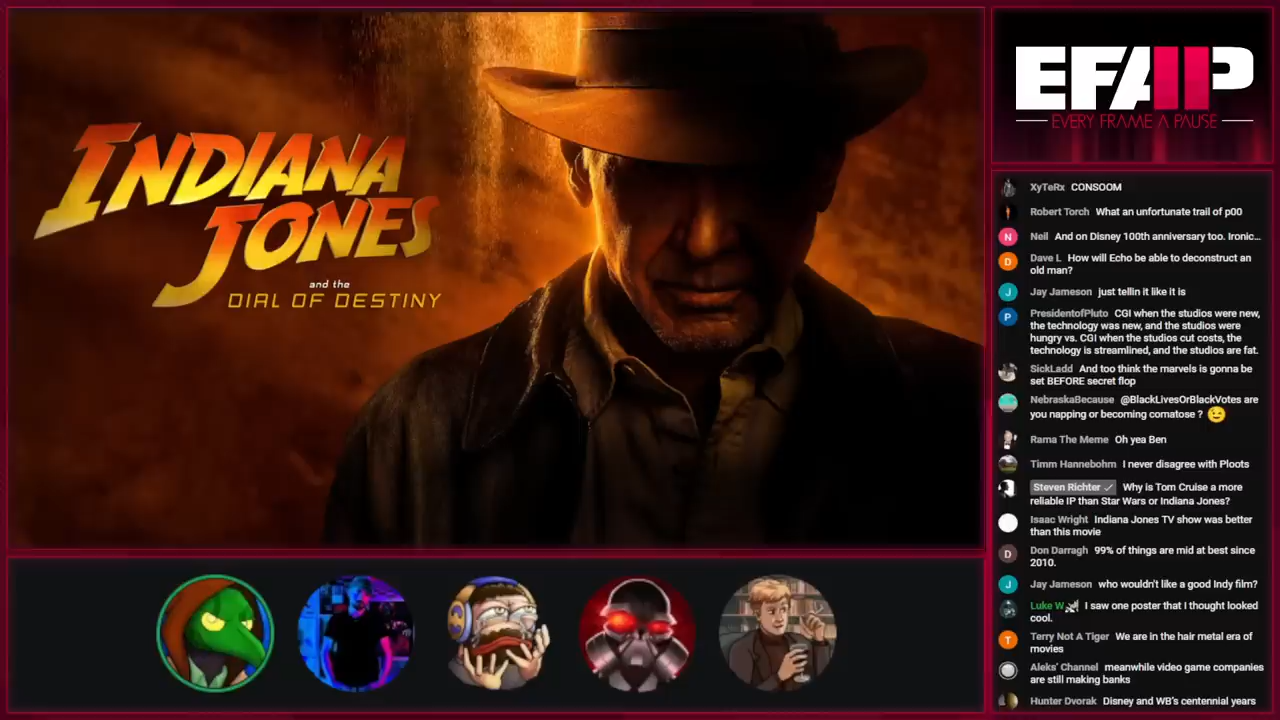 INDIANA
JONES
and the
DIAL OF DESTINY
EFAP
EVERY FRAME A PAUSE
XyTeRx CONSOOM
Robert Torch What an unfortunate trail of p00
N
Neil And on Disney 100th anniversary too. Ironic...
D
Dave L How will Echo be able to deconstruct an
old man?
J
Jay Jameson just tellin it like it is
P
PresidentofPluto CGI when the studios were new,
the technology was new, and the studios were
hungry vs. CGI when the studios cut costs, the
technology is streamlined, and the studios are fat.
SickLadd And too think the marvels is gonna be
set BEFORE secret flop
NebraskaBecause @BlackLivesOrBlackVotes are
you napping or becoming comatose ? 😉
Rama The Meme Oh yea Ben
Timm Hannebohm I never disagree with Ploots
Steven Richter ✓ Why is Tom Cruise a more
reliable IP than Star Wars or Indiana Jones?
Isaac Wright Indiana Jones TV show was better
than this movie
D
Don Darragh 99% of things are mid at best since
2010.
J
Jay Jameson who wouldn't like a good Indy film?
Luke W I saw one poster that I thought looked
cool.
T
Terry Not A Tiger We are in the hair metal era of
movies
Aleks' Channel meanwhile video game companies
are still making banks
Hunter Dvorak Disney and WB's centennial years